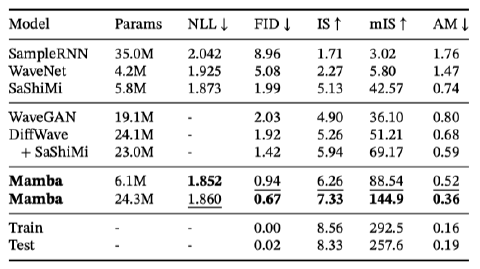 Model Params NLL ↓ FID ↓ IS ↑ mIS ↑ AM ↓
SampleRNN 35.0M 2.042 8.96 1.71 3.02 1.76
WaveNet 4.2M 1.925 5.08 2.27 5.80 1.47
SaShiMi 5.8M 1.873 1.99 5.13 42.57 0.74
WaveGAN 19.1M - 2.03 4.90 36.10 0.80
DiffWave 24.1M - 1.92 5.26 51.21 0.68
+ SaShiMi 23.0M - 1.42 5.94 69.17 0.59
Mamba 6.1M 1.852 0.94 6.26 88.54 0.52
Mamba 24.3M 1.860 0.67 7.33 144.9 0.36
Train - - 0.00 8.56 292.5 0.16
Test - - 0.02 8.33 257.6 0.19